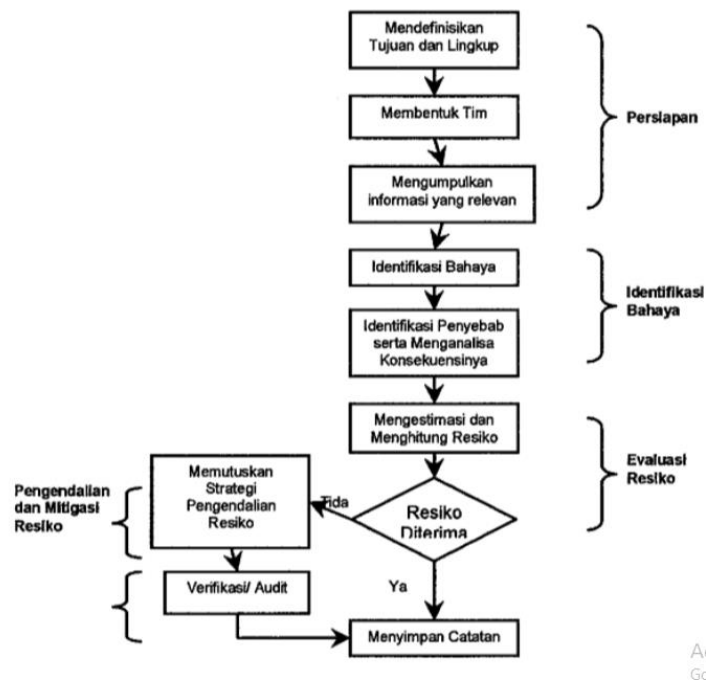 Mendefinisikan
Tujuan dan Lingkup
Membentuk Tim
Persiapan
Mengumpulkan
informasi yang relevan
Identifikasi Bahaya
Identifikasi
Bahaya
Identifikasi Penyebab
serta Menganalisa
Konsekuensinya
Mengestimasi dan
Menghitung Resiko
Evaluasi
Resiko
Resiko
Diterima
Tida
Memutuskan
Strategi
Pengendalian
Resiko
Pengendalian
dan Mitigasi
Resiko
Verifikasi/ Audit
Ya
Menyimpan Catatan